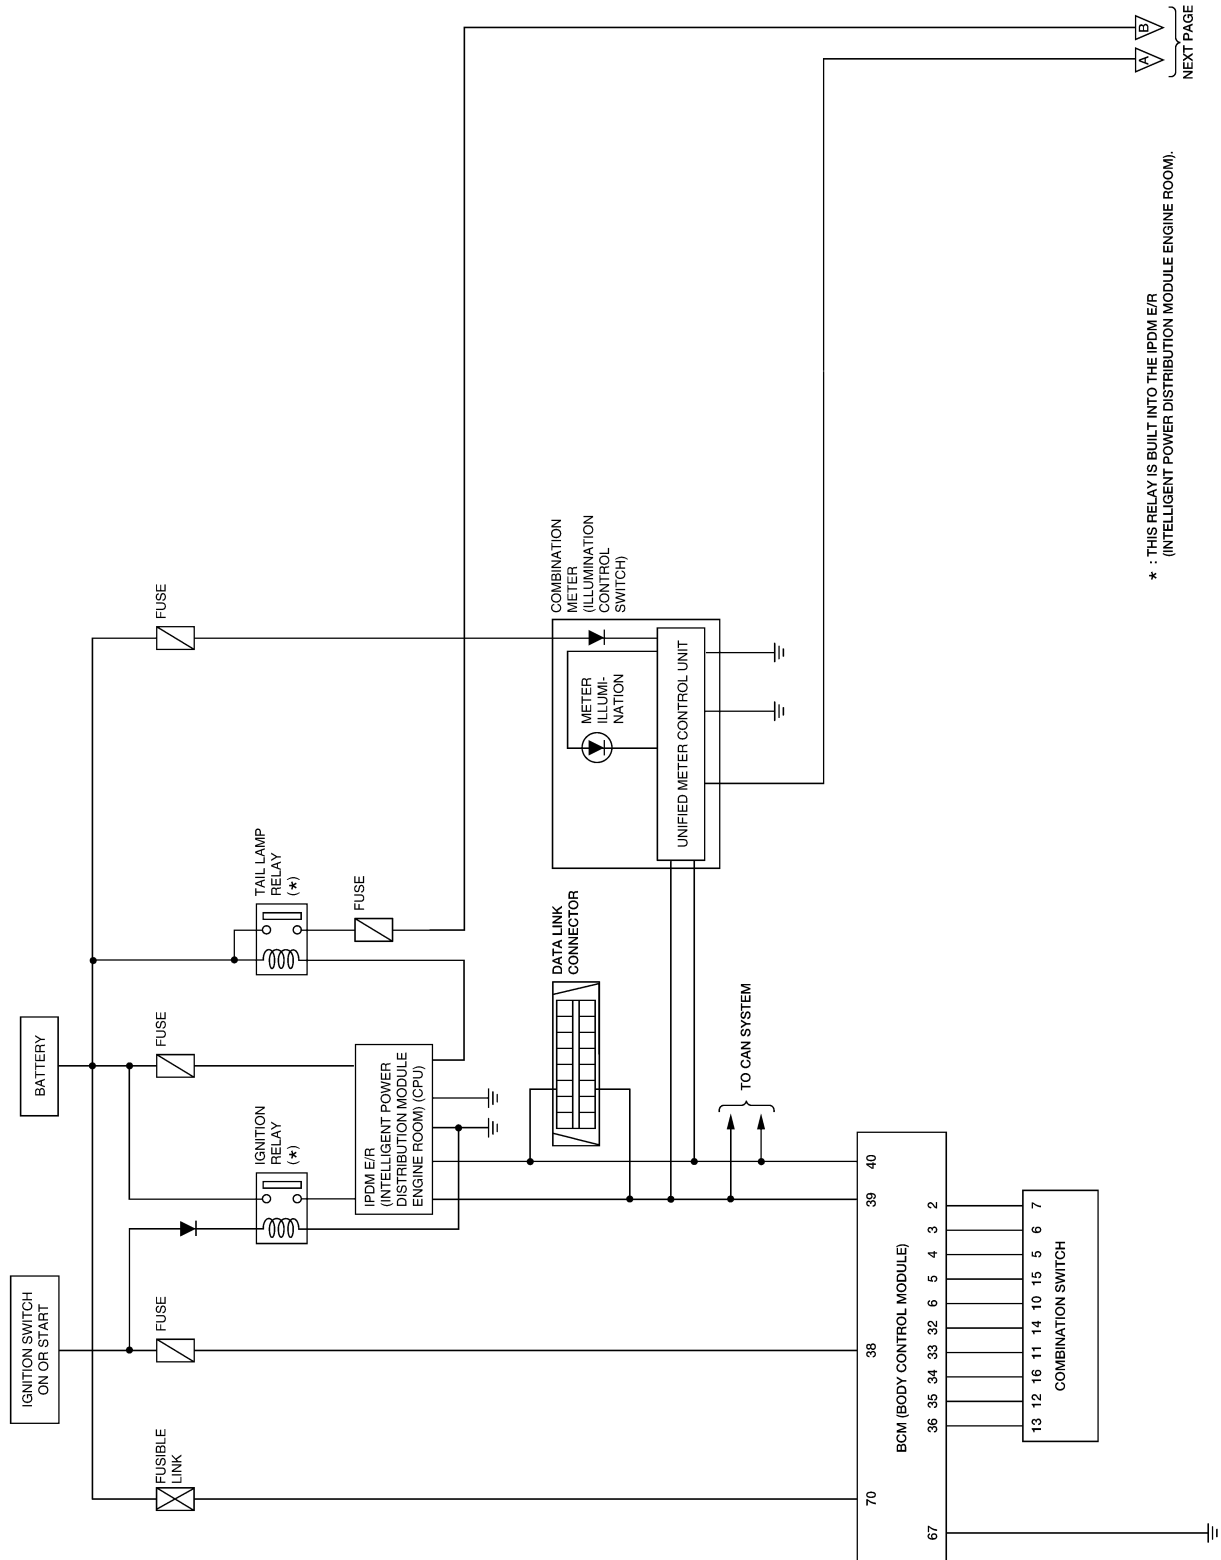 IGNITION SWITCH
ON OR START
BATTERY
FUSIBLE
LINK
FUSE
IGNITION
RELAY
(*)
FUSE
TAIL LAMP
RELAY
(*)
FUSE
FUSE
IPDM E/R
(INTELLIGENT POWER
DISTRIBUTION MODULE
ENGINE ROOM) (CPU)
DATA LINK
CONNECTOR
COMBINATION
METER
(ILLUMINATION
CONTROL
SWITCH)
METER
ILLUMI-
NATION
UNIFIED METER CONTROL UNIT
TO CAN SYSTEM
70
38
39
40
BCM (BODY CONTROL MODULE)
67
36
35
34
33
32
6
5
4
3
2
13
12
16
11
14
10
15
5
6
7
COMBINATION SWITCH
A
B
NEXT PAGE
* : THIS RELAY IS BUILT INTO THE IPDM E/R
(INTELLIGENT POWER DISTRIBUTION MODULE ENGINE ROOM).